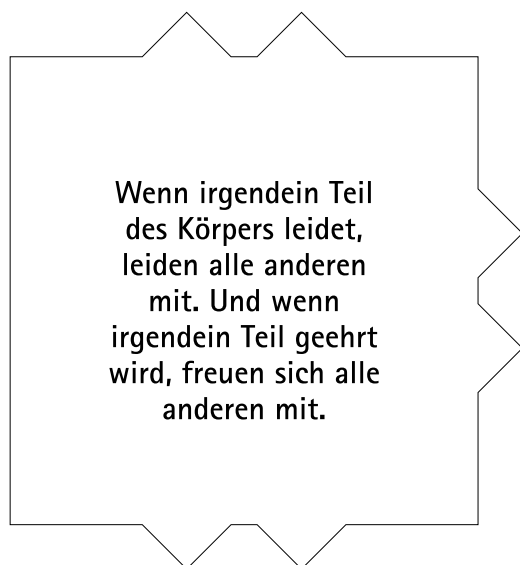 Wenn irgendein Teil
des Körpers leidet,
leiden alle anderen
mit. Und wenn
irgendein Teil geehrt
wird, freuen sich alle
anderen mit.